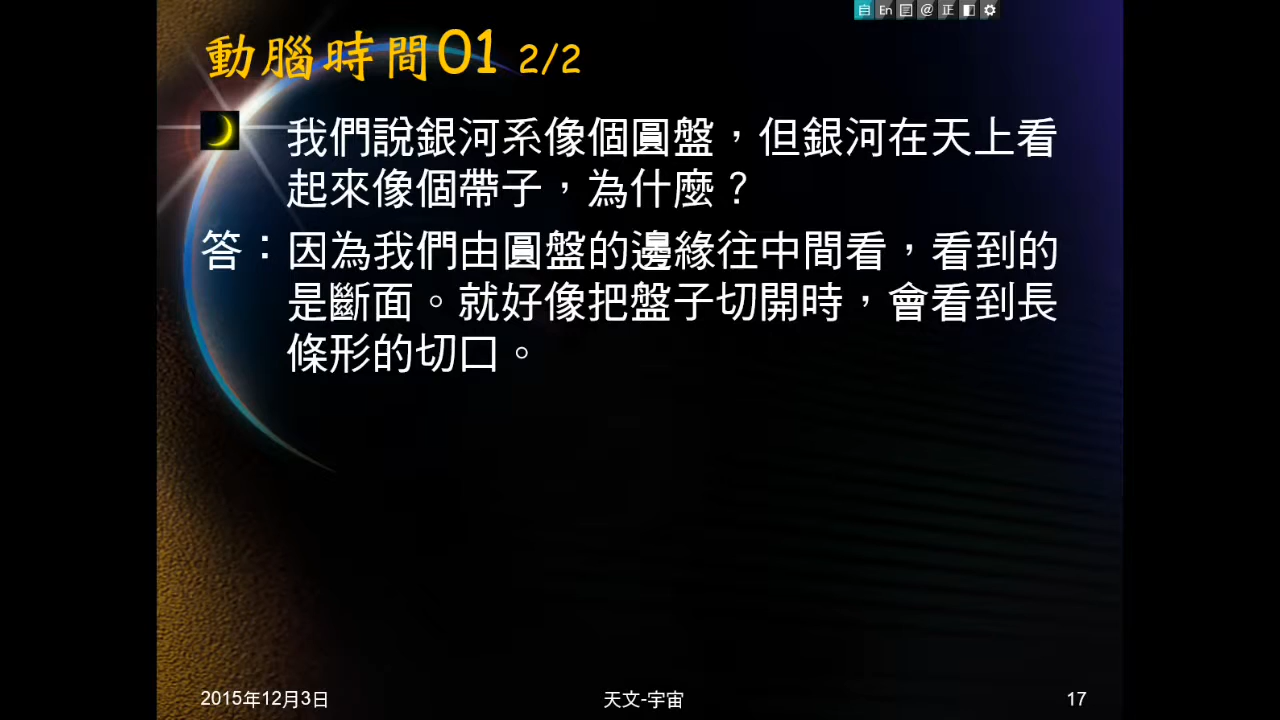 自 En @ 正
動腦時間01 2/2
我們說銀河系像個圓盤，但銀河在天上看
起來像個帶子，為什麼？
答：因為我們由圓盤的邊緣往中間看，看到的
是斷面。就好像把盤子切開時，會看到長
條形的切口。
2015年12月3日 天文-宇宙 17